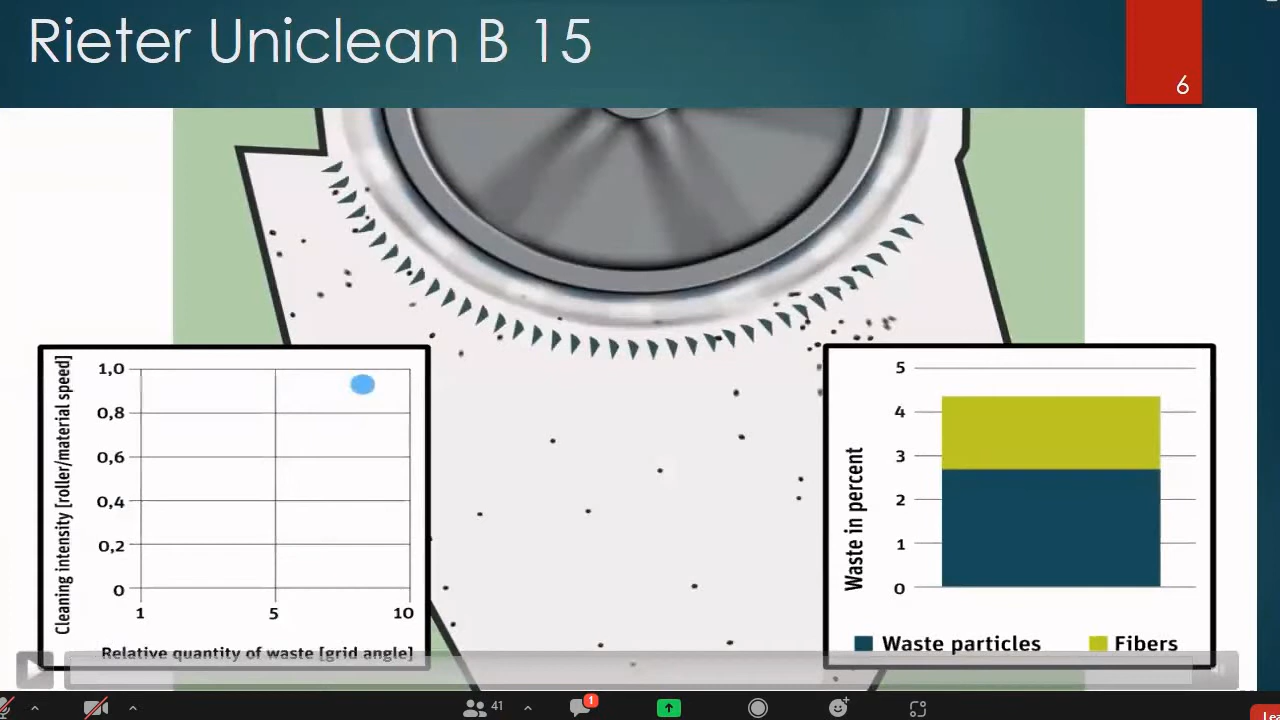 Rieter Uniclean B 15
6
Cleaning intensity [roller/material speed]
1,0
0,8
0,6
0,4
0,2
0
1 5 10
Relative quantity of waste [grid angle]
Waste in percent
5
4
3
2
1
0
Waste particles Fibers
41
1